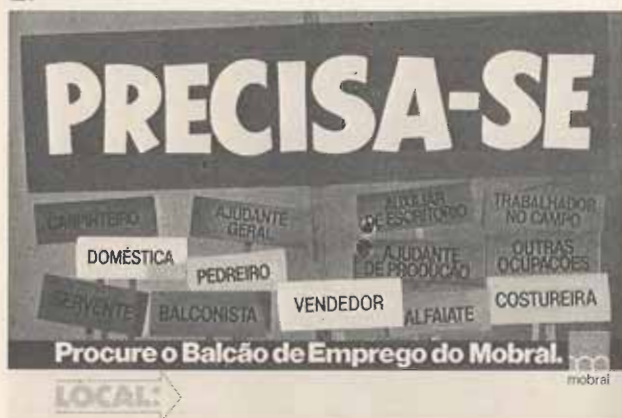 PRECISA-SE
CARPINTEIRO
AJUDANTE
GERAL
AUXILIAR
DE ESCRITÓRIO
TRABALHADOR
NO CAMPO
DOMÉSTICA
PEDREIRO
AJUDANTE
DE PRODUÇÃO
OUTRAS
OCUPAÇÕES
SERVENTE
BALCONISTA
VENDEDOR
ALFAIATE
COSTUREIRA
Procure o Balcão de Emprego do Mobral.
mobral
LOCAL: